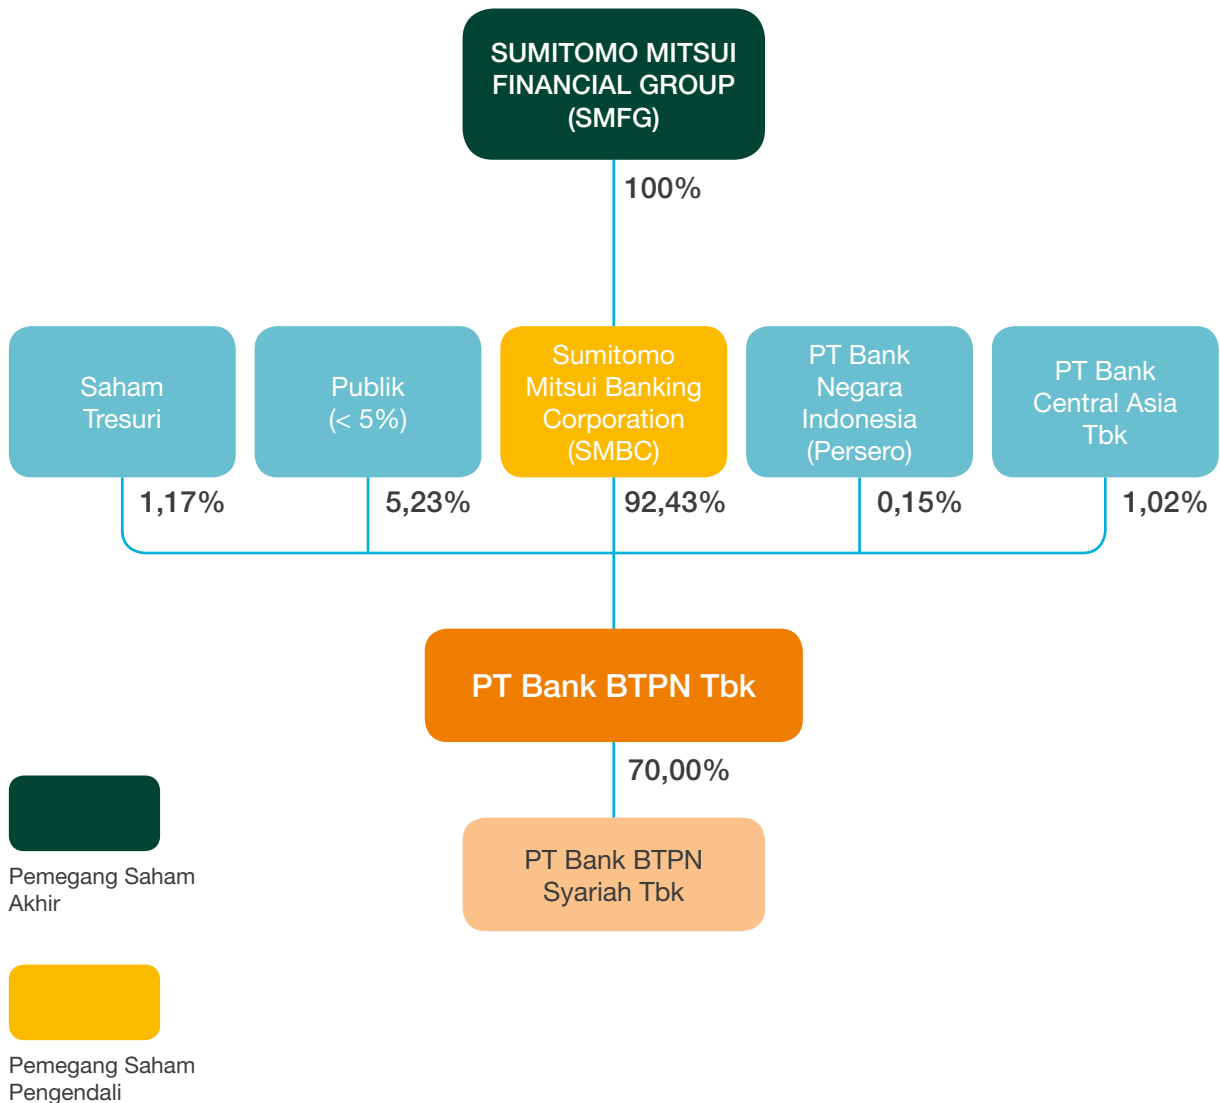 SUMITOMO MITSUI
FINANCIAL GROUP
(SMFG)
100%
Saham
Tresuri
Publik
(< 5%)
Sumitomo
Mitsui Banking
Corporation
(SMBC)
PT Bank
Negara
Indonesia
(Persero)
PT Bank
Central Asia
Tbk
1,17%
5,23%
92,43%
0,15%
1,02%
PT Bank BTPN Tbk
70,00%
PT Bank BTPN
Syariah Tbk
Pemegang Saham
Akhir
Pemegang Saham
Pengendali